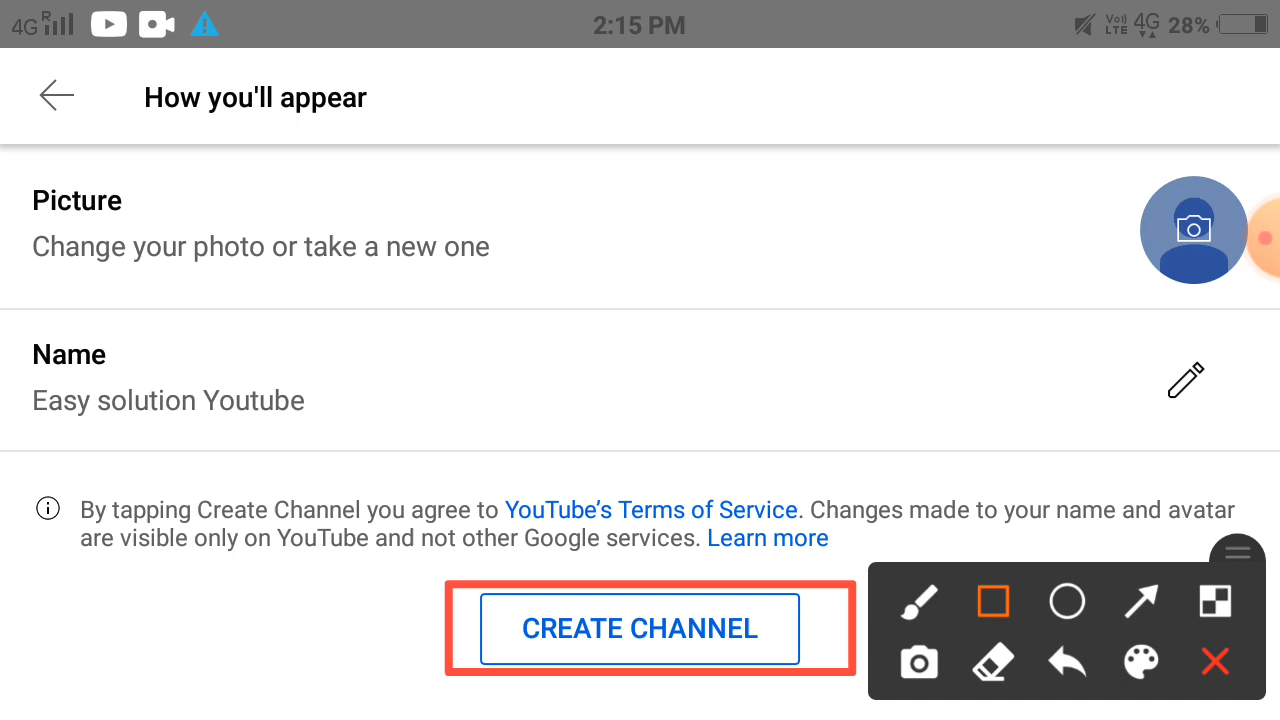 4G R 2:15 PM Vo) LTE 4G 28%
How you'll appear
Picture
Change your photo or take a new one
Name
Easy solution Youtube
By tapping Create Channel you agree to YouTube’s Terms of Service. Changes made to your name and avatar
are visible only on YouTube and not other Google services. Learn more
CREATE CHANNEL